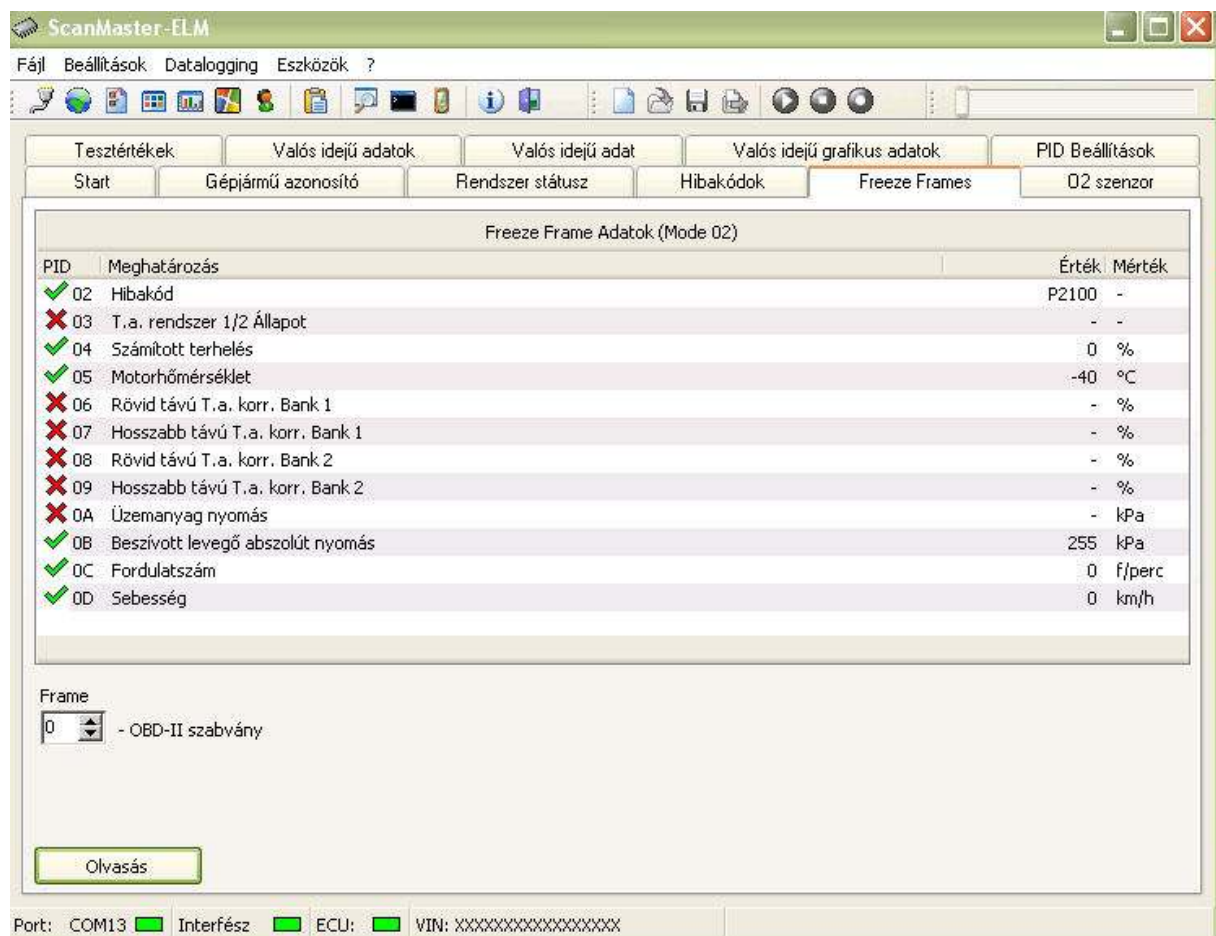 ScanMaster-ELM
Fájl Beállítások Datalogging Eszközök ?
Tesztértékek Valós idejű adatok Valós idejű adat Valós idejű grafikus adatok PID Beállítások
Start Gépjármű azonosító Rendszer státusz Hibakódok Freeze Frames O2 szenzor
Freeze Frame Adatok (Mode 02)
PID Meghatározás Érték Mérték
02 Hibakód P2100 -
03 T.a. rendszer 1/2 Állapot - -
04 Számított terhelés 0 %
05 Motorhőmérséklet -40 °C
06 Rövid távú T.a. korr. Bank 1 - %
07 Hosszabb távú T.a. korr. Bank 1 - %
08 Rövid távú T.a. korr. Bank 2 - %
09 Hosszabb távú T.a. korr. Bank 2 - %
0A Üzemanyag nyomás - kPa
0B Beszívott levegő abszolút nyomás 255 kPa
0C Fordulatszám 0 f/perc
0D Sebesség 0 km/h
Frame
0 - OBD-II szabvány
Olvasás
Port: COM13 Interfész ECU: VIN: XXXXXXXXXXXXXXXXX